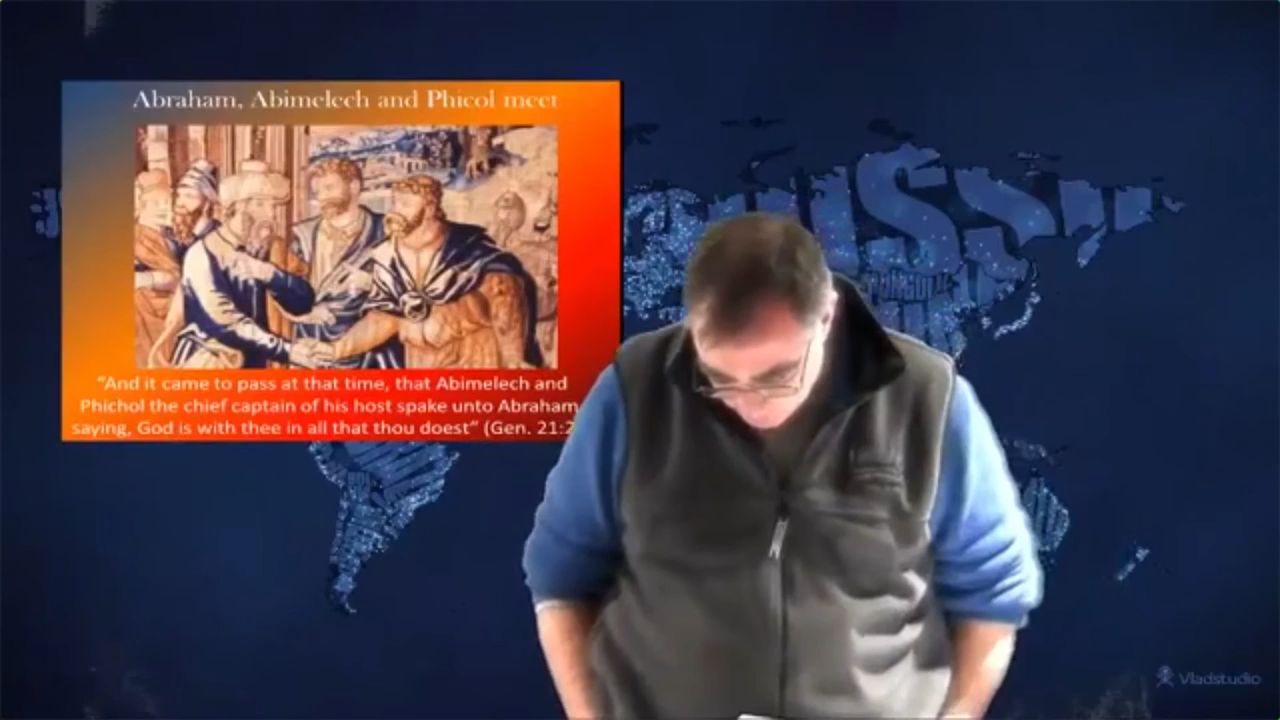 Abraham, Abimelech and Phicol meet
"And it came to pass at that time, that Abimelech and
Phichol the chief captain of his host spake unto Abraham
saying, God is with thee in all that thou doest" (Gen. 21:2
USS
Vladstudio